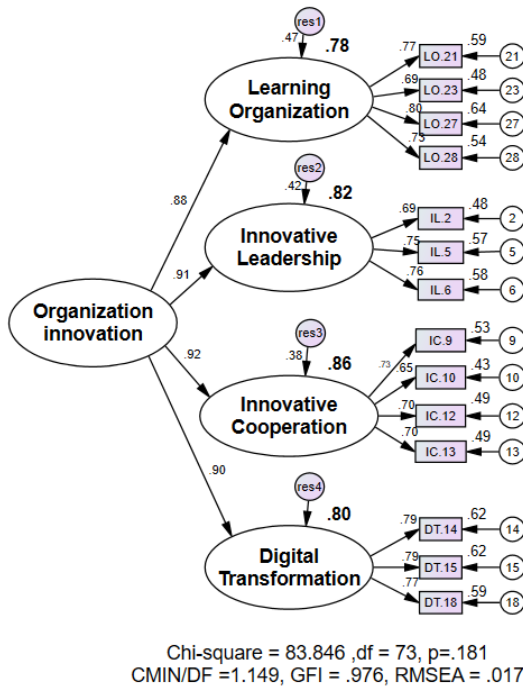 res1
.47
.78
Learning
Organization
.77
LO.21
.59
21
.69
LO.23
.48
23
.80
LO.27
.64
27
.73
LO.28
.54
28
.88
res2
.42
.82
Innovative
Leadership
.69
IL.2
.48
2
.75
IL.5
.57
5
.76
IL.6
.58
6
.91
Organization
innovation
.92
res3
.38
.86
Innovative
Cooperation
.73
IC.9
.53
9
.65
IC.10
.43
10
.70
IC.12
.49
12
.70
IC.13
.49
13
.90
res4
.80
Digital
Transformation
.79
DT.14
.62
14
.79
DT.15
.62
15
.77
DT.18
.59
18
Chi-square = 83.846 ,df = 73, p=.181
CMIN/DF =1.149, GFI = .976, RMSEA = .017